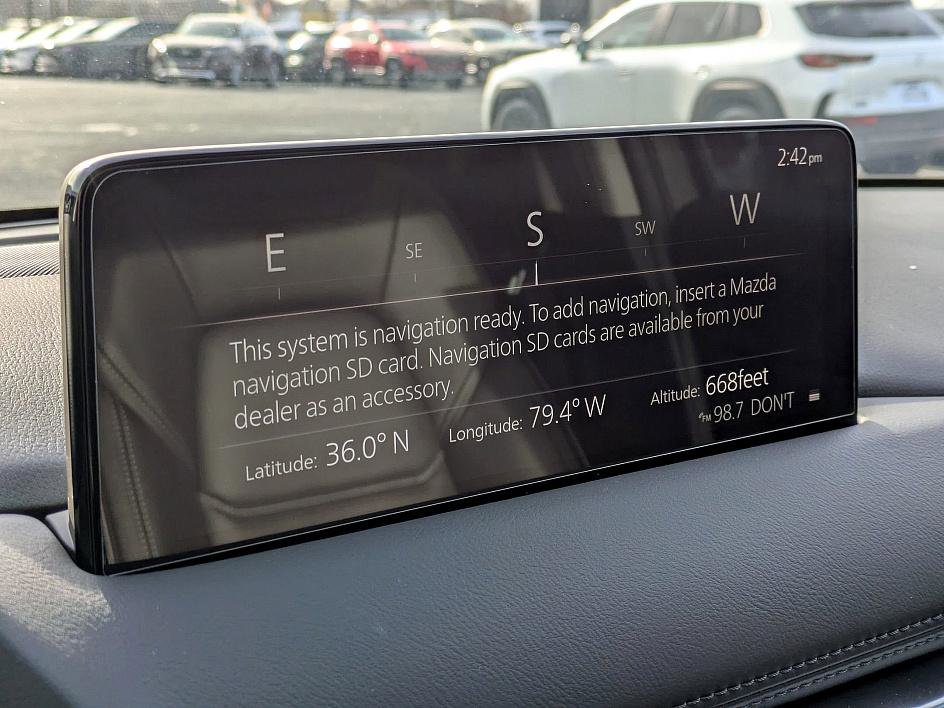 2:42pm
E SE S SW W
This system is navigation ready. To add navigation, insert a Mazda
navigation SD card. Navigation SD cards are available from your
dealer as an accessory.
Latitude: 36.0° N Longitude: 79.4° W Altitude: 668feet
FM 98.7 DON'T